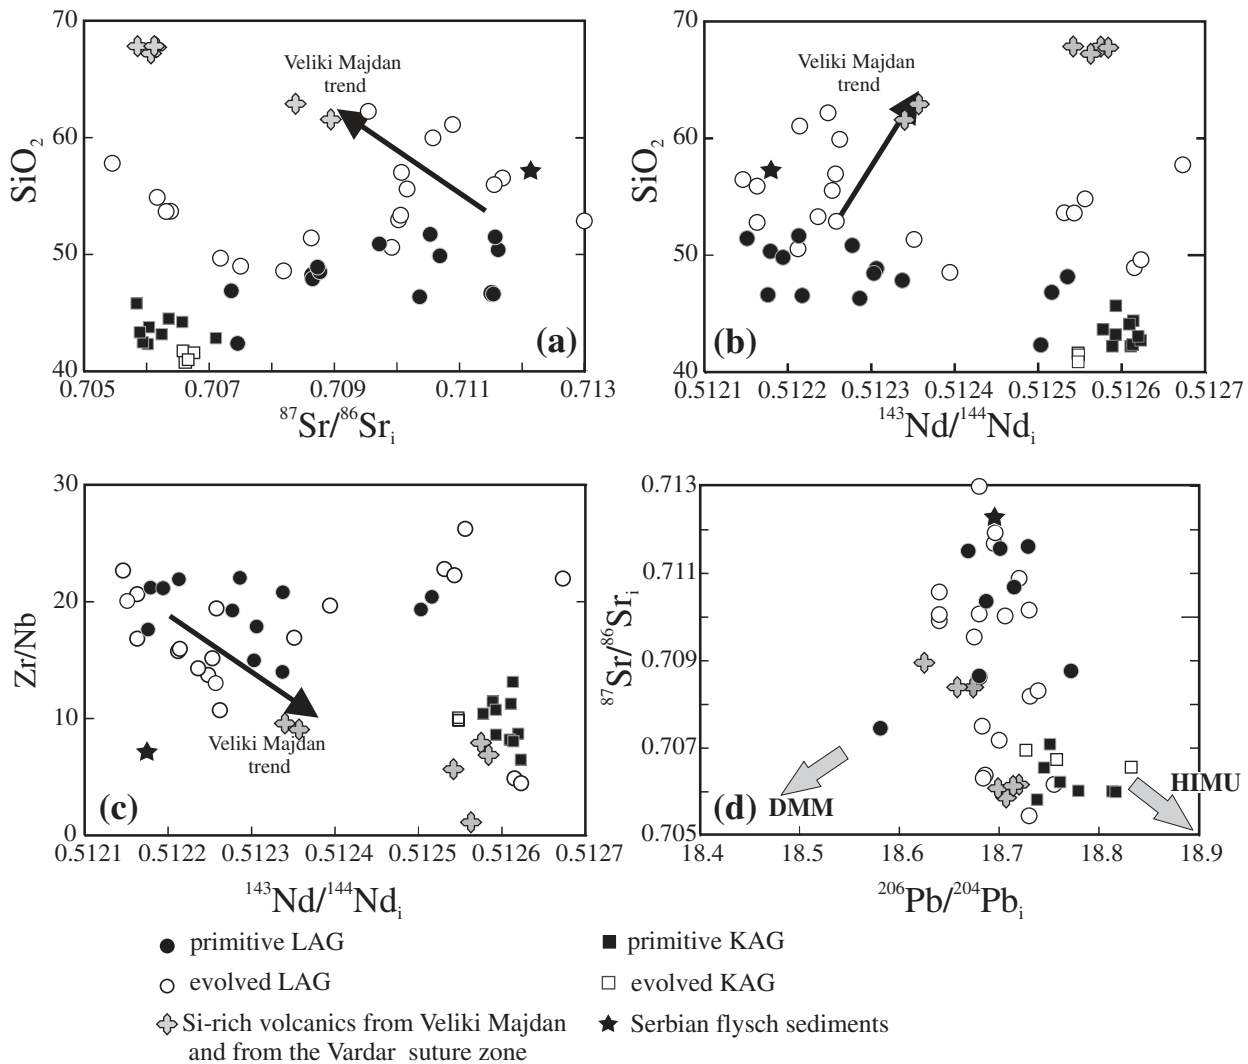 70
60
50
40
SiO2
Veliki Majdan
trend
(a)
0.705
0.707
0.709
0.711
0.713
87Sr/86Sri
70
60
50
40
SiO2
Veliki Majdan
trend
(b)
0.5121
0.5122
0.5123
0.5124
0.5125
0.5126
0.5127
143Nd/144Ndi
30
20
10
0
Zr/Nb
Veliki Majdan
trend
(c)
0.5121
0.5122
0.5123
0.5124
0.5125
0.5126
0.5127
143Nd/144Ndi
0.713
0.711
0.709
0.707
0.705
87Sr/86Sri
DMM
HIMU
(d)
18.4
18.5
18.6
18.7
18.8
18.9
206Pb/204Pbi
primitive LAG
evolved LAG
Si-rich volcanics from Veliki Majdan
and from the Vardar suture zone
primitive KAG
evolved KAG
Serbian flysch sediments